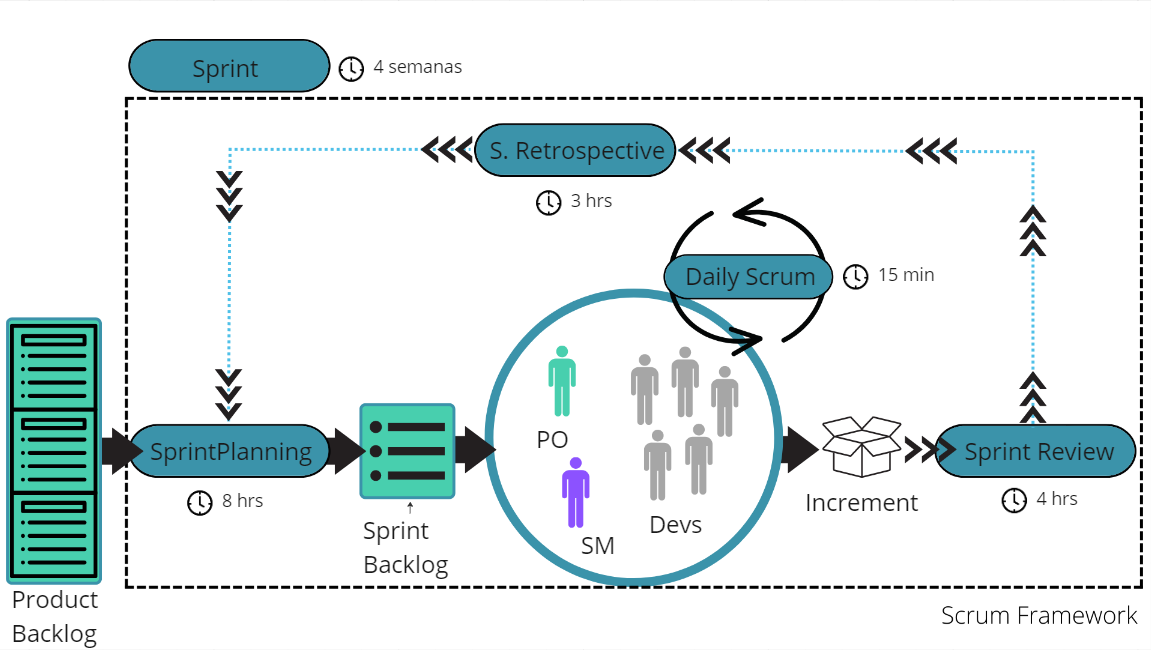 Sprint
4 semanas
S. Retrospective
3 hrs
Daily Scrum
15 min
SprintPlanning
8 hrs
Sprint
Backlog
PO
SM
Devs
Increment
Sprint Review
4 hrs
Product
Backlog
Scrum Framework